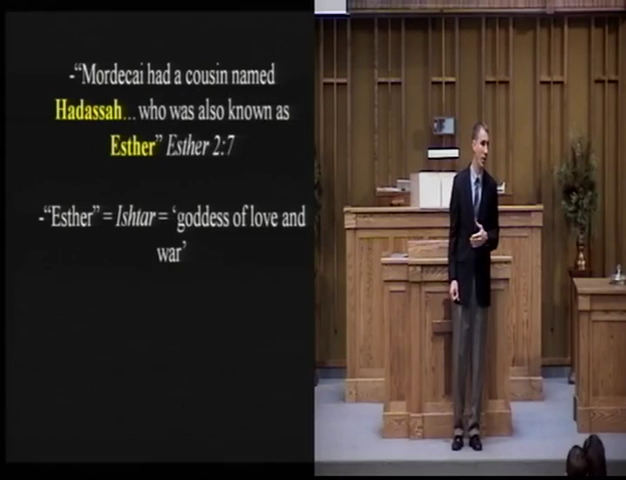 -“Mordecai had a cousin named
Hadassah... who was also known as
Esther” Esther 2:7
-“Esther” = Ishtar = ‘goddess of love and
war’